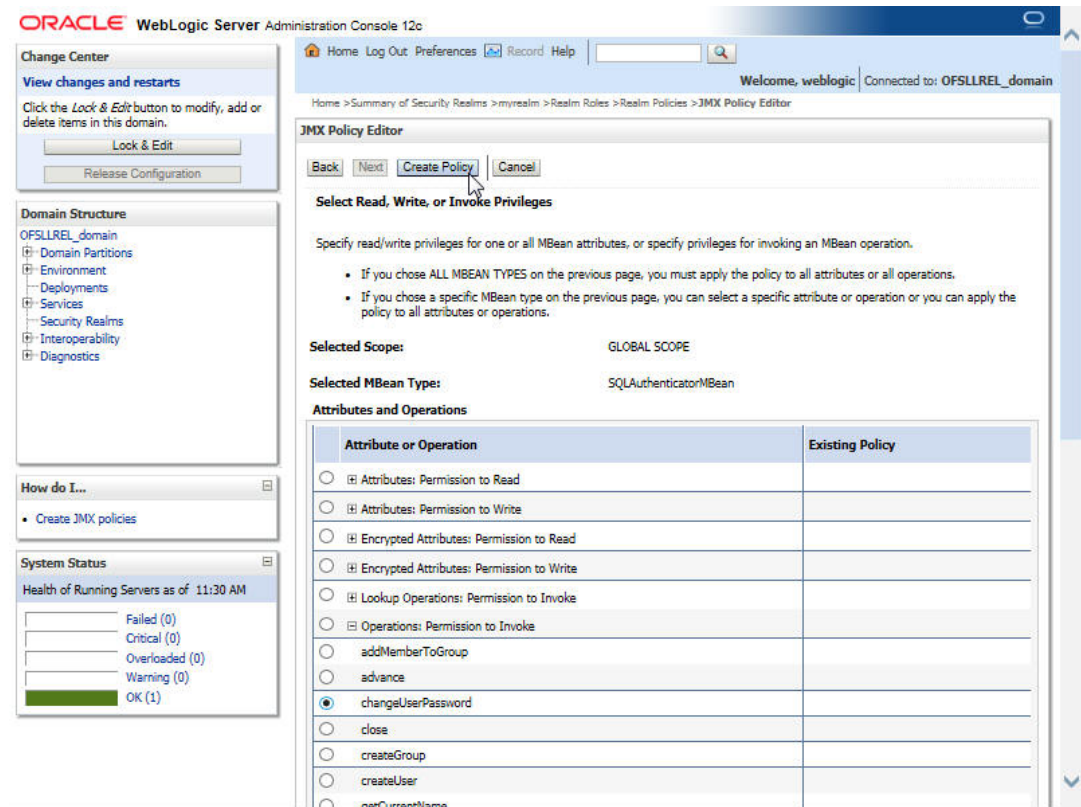 ORACLE WebLogic Server Administration Console 12c
Change Center
View changes and restarts
Click the Lock & Edit button to modify, add or
delete items in this domain.
Lock & Edit
Release Configuration
Domain Structure
OFSLLREL_domain
Domain Partitions
Environment
Deployments
Services
Security Realms
Interoperability
Diagnostics
How do I...
Create JMX policies
System Status
Health of Running Servers as of 11:30 AM
Failed (0)
Critical (0)
Overloaded (0)
Warning (0)
OK (1)
Home Log Out Preferences Record Help
Welcome, weblogic Connected to: OFSLLREL_domain
Home >Summary of Security Realms >myrealm >Realm Roles >Realm Policies >JMX Policy Editor
JMX Policy Editor
Back Next Create Policy Cancel
Select Read, Write, or Invoke Privileges
Specify read/write privileges for one or all MBean attributes, or specify privileges for invoking an MBean operation.
• If you chose ALL MBEAN TYPES on the previous page, you must apply the policy to all attributes or all operations.
• If you chose a specific MBean type on the previous page, you can select a specific attribute or operation or you can apply the
policy to all attributes or operations.
Selected Scope: GLOBAL SCOPE
Selected MBean Type: SQLAuthenticatorMBean
Attributes and Operations
Attribute or Operation Existing Policy
Attributes: Permission to Read
Attributes: Permission to Write
Encrypted Attributes: Permission to Read
Encrypted Attributes: Permission to Write
Lookup Operations: Permission to Invoke
Operations: Permission to Invoke
addMemberToGroup
advance
changeUserPassword
close
createGroup
createUser
getCurrentName